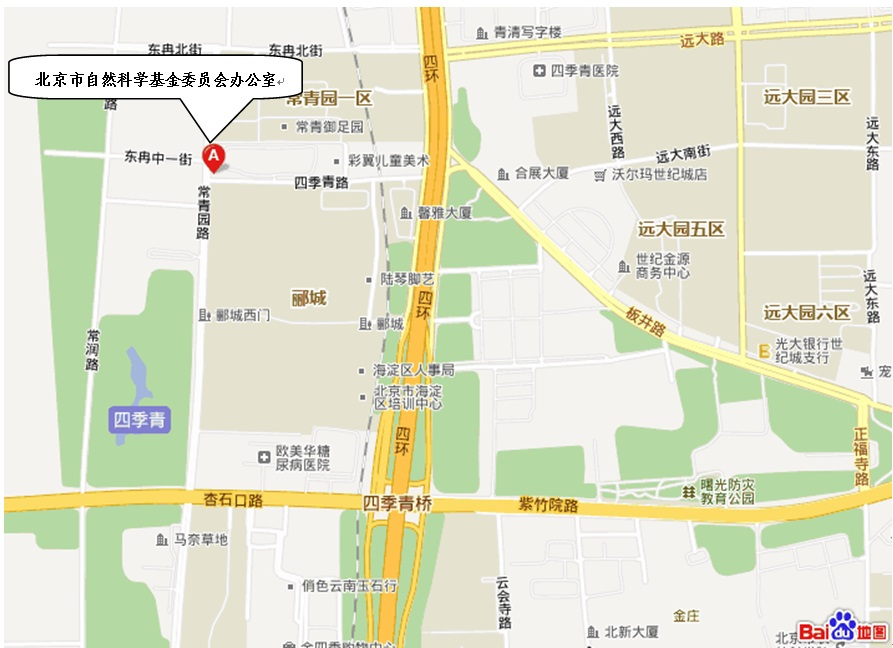 青清写字楼
东冉北街
东冉北街
远大路
四环
四季青医院
北京市自然科学基金委员会办公室
常青园一区
远大园三区
路
远大西路
远大东路
常青御足园
A
东冉中一街
彩翼儿童美术
远大南街
合展大厦
沃尔玛世纪城店
四季青路
常青园路
馨雅大厦
远大园五区
世纪金源
商务中心
陆琴脚艺
四环
远大东路
郦城
郦城西门
郦城
板井路
远大园六区
常润路
光大银行世
纪城支行
海淀区人事局
宠
北京市海淀
区培训中心
四季青
四环
正福寺路
欧美华糖
尿病医院
曙光防灾
教育公园
杏石口路
四季青桥
紫竹院路
马奈草地
俏色云南玉石行
云会寺路
金庄
北新大厦
Bai du 地图
金四季购物中心